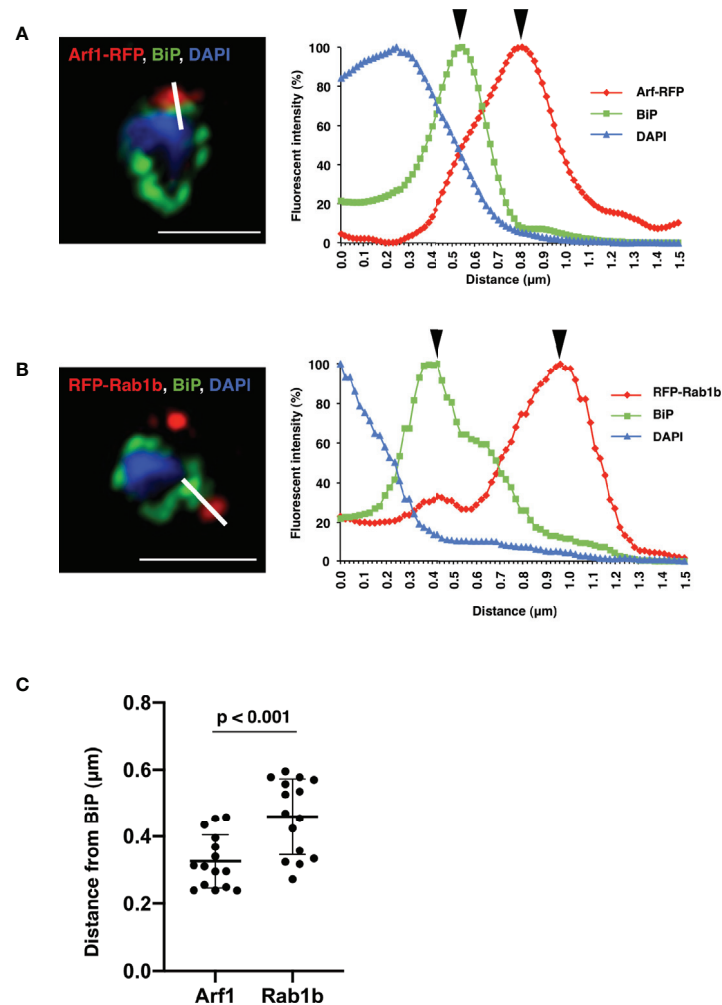 A
Arf1-RFP, BiP, DAPI
Fluorescent intensity (%)
100
80
60
40
20
0
0.0 0.1 0.2 0.3 0.4 0.5 0.6 0.7 0.8 0.9 1.0 1.1 1.2 1.3 1.4 1.5
Distance (µm)
Arf-RFP
BiP
DAPI
B
RFP-Rab1b, BiP, DAPI
Fluorescent intensity (%)
100
80
60
40
20
0
0.0 0.1 0.2 0.3 0.4 0.5 0.6 0.7 0.8 0.9 1.0 1.1 1.2 1.3 1.4 1.5
Distance (µm)
RFP-Rab1b
BiP
DAPI
C
Distance from BiP (µm)
0.8
0.6
0.4
0.2
0.0
p < 0.001
Arf1 Rab1b